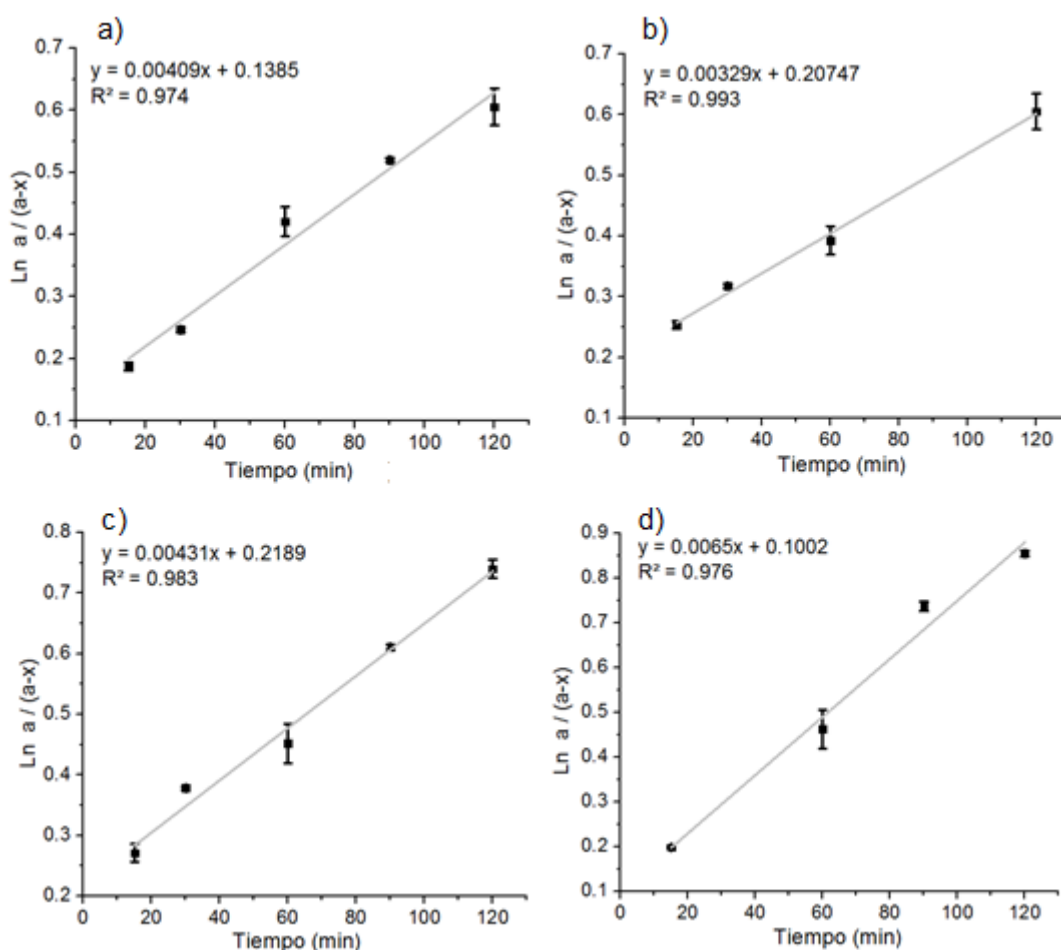 a)
y = 0.00409x + 0.1385
R² = 0.974
0.7
0.6
0.5
0.4
0.3
0.2
0.1
Ln a / (a-x)
0 20 40 60 80 100 120
Tiempo (min)
b)
y = 0.00329x + 0.20747
R² = 0.993
0.7
0.6
0.5
0.4
0.3
0.2
0.1
Ln a / (a-x)
0 20 40 60 80 100 120
Tiempo (min)
c)
y = 0.00431x + 0.2189
R² = 0.983
0.8
0.7
0.6
0.5
0.4
0.3
0.2
Ln a / (a-x)
0 20 40 60 80 100 120
Tiempo (min)
d)
y = 0.0065x + 0.1002
R² = 0.976
0.9
0.8
0.7
0.6
0.5
0.4
0.3
0.2
0.1
Ln a / (a-x)
0 20 40 60 80 100 120
Tiempo (min)